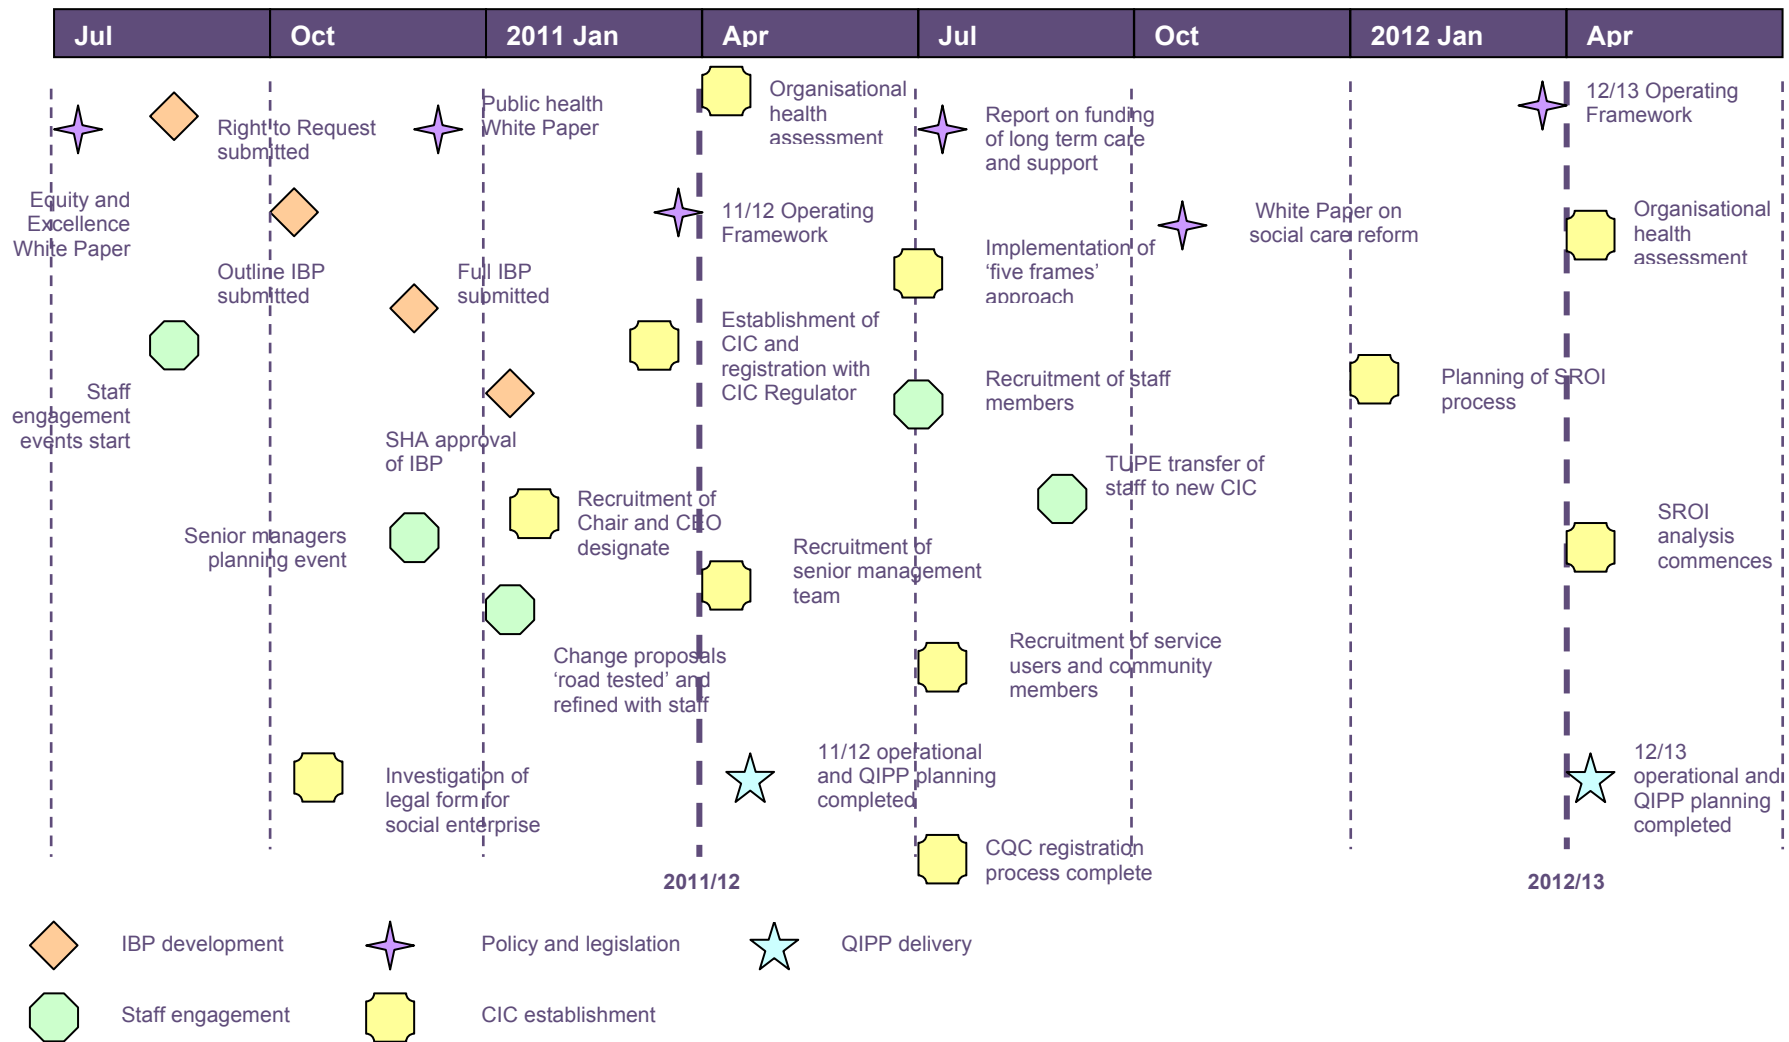 Jul
Oct
2011 Jan
Apr
Jul
Oct
2012 Jan
Apr
Right to Request
submitted
Public health
White Paper
Organisational
health
assessment
Report on funding
of long term care
and support
12/13 Operating
Framework
Equity and
Excellence
White Paper
11/12 Operating
Framework
White Paper on
social care reform
Organisational
health
assessment
Outline IBP
submitted
Full IBP
submitted
Implementation of
‘five frames’
approach
Establishment of
CIC and
registration with
CIC Regulator
Staff
engagement
events start
Recruitment of staff
members
Planning of SROI
process
SHA approval
of IBP
TUPE transfer of
staff to new CIC
Senior managers
planning event
Recruitment of
Chair and CEO
designate
Recruitment of
senior management
team
SROI
analysis
commences
Change proposals
‘road tested’ and
refined with staff
Recruitment of service
users and community
members
Investigation of
legal form for
social enterprise
11/12 operational
and QIPP planning
completed
12/13
operational and
QIPP planning
completed
CQC registration
process complete
2011/12
2012/13
IBP development
Policy and legislation
QIPP delivery
Staff engagement
CIC establishment